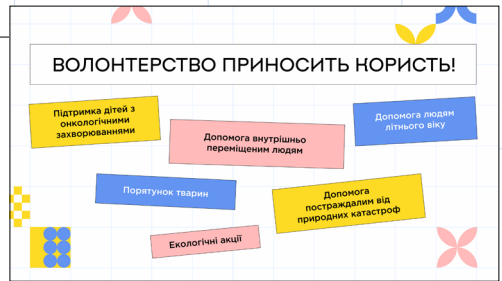 ВОЛОНТЕРСТВО ПРИНОСИТЬ КОРИСТЬ!
Підтримка дітей з
онкологічними
захворюваннями
Допомога внутрішньо
переміщеним людям
Допомога людям
літнього віку
Порятунок тварин
Допомога
постраждалим від
природних катастроф
Екологічні акції